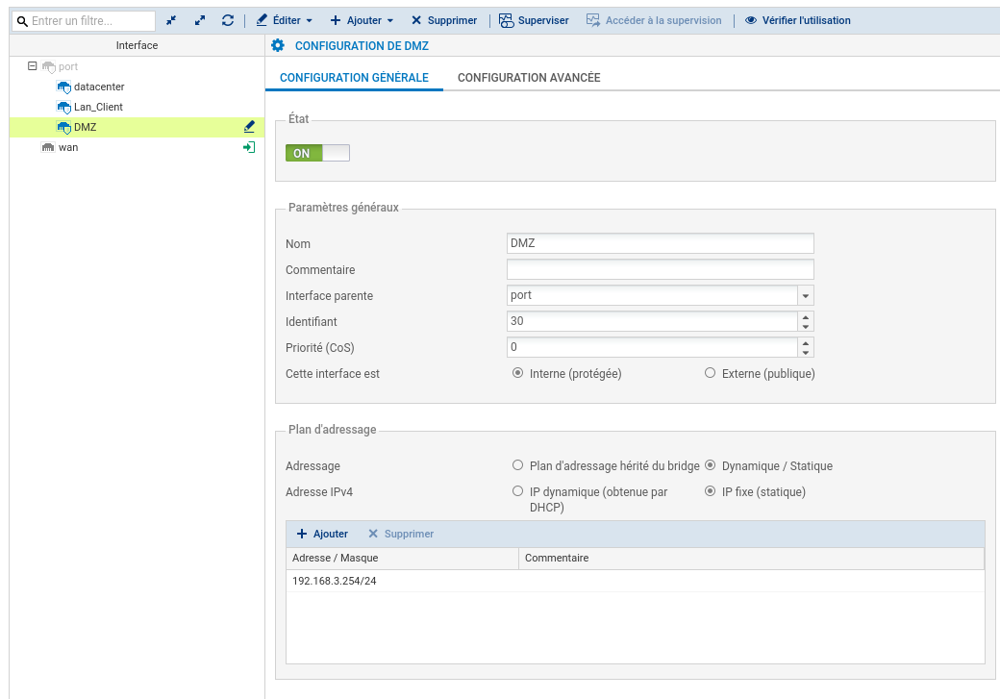 Entrer un filtre... Éditer Ajouter Supprimer Superviser Accéder à la supervision Vérifier l'utilisation
Interface
port
datacenter
Lan_Client
DMZ
wan
CONFIGURATION DE DMZ
CONFIGURATION GÉNÉRALE CONFIGURATION AVANCÉE
État
ON
Paramètres généraux
Nom DMZ
Commentaire
Interface parente port
Identifiant 30
Priorité (CoS) 0
Cette interface est Interne (protégée) Externe (publique)
Plan d'adressage
Adressage Plan d'adressage hérité du bridge Dynamique / Statique
Adresse IPv4 IP dynamique (obtenue par IP fixe (statique)
DHCP)
Ajouter Supprimer
Adresse / Masque Commentaire
192.168.3.254/24